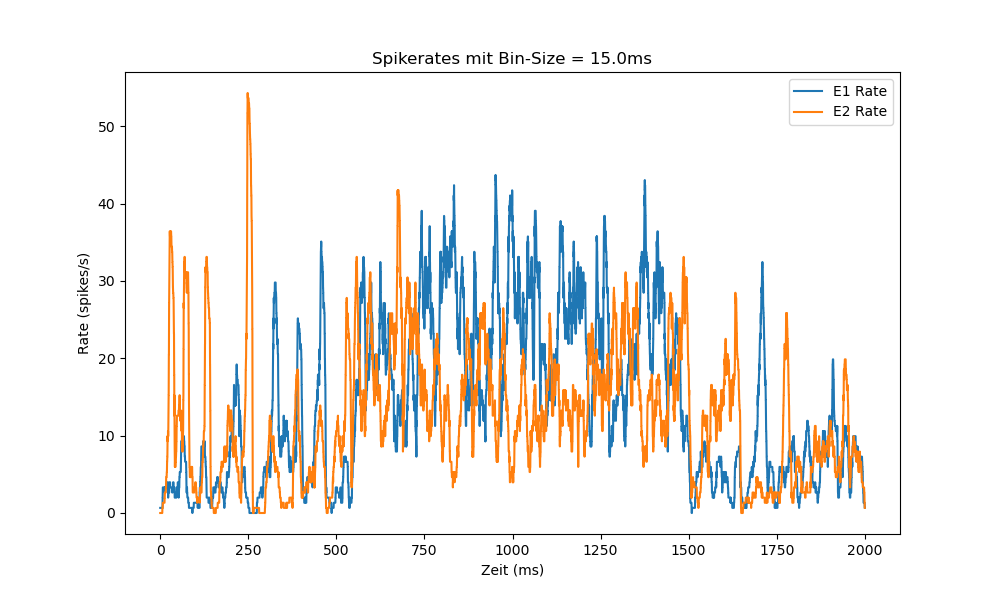 Spikerates mit Bin-Size = 15.0ms
E1 Rate
E2 Rate
50
40
30
20
10
0
Rate (spikes/s)
0 250 500 750 1000 1250 1500 1750 2000
Zeit (ms)